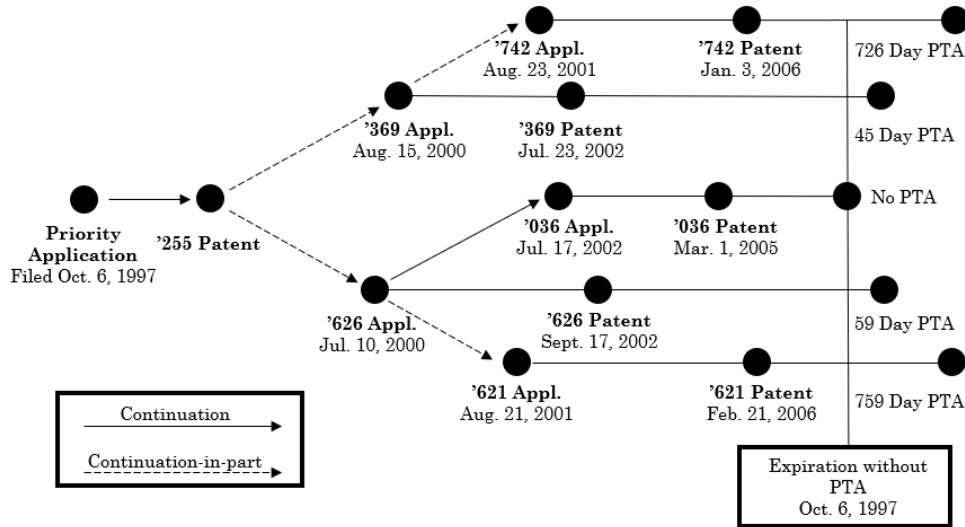 ’742 Appl.
Aug. 23, 2001
’742 Patent
Jan. 3, 2006
726 Day PTA
’369 Appl.
Aug. 15, 2000
’369 Patent
Jul. 23, 2002
45 Day PTA
Priority
Application
Filed Oct. 6, 1997
’255 Patent
’036 Appl.
Jul. 17, 2002
’036 Patent
Mar. 1, 2005
No PTA
’626 Appl.
Jul. 10, 2000
’626 Patent
Sept. 17, 2002
59 Day PTA
’621 Appl.
Aug. 21, 2001
’621 Patent
Feb. 21, 2006
759 Day PTA
Continuation
Continuation-in-part
Expiration without
PTA
Oct. 6, 1997